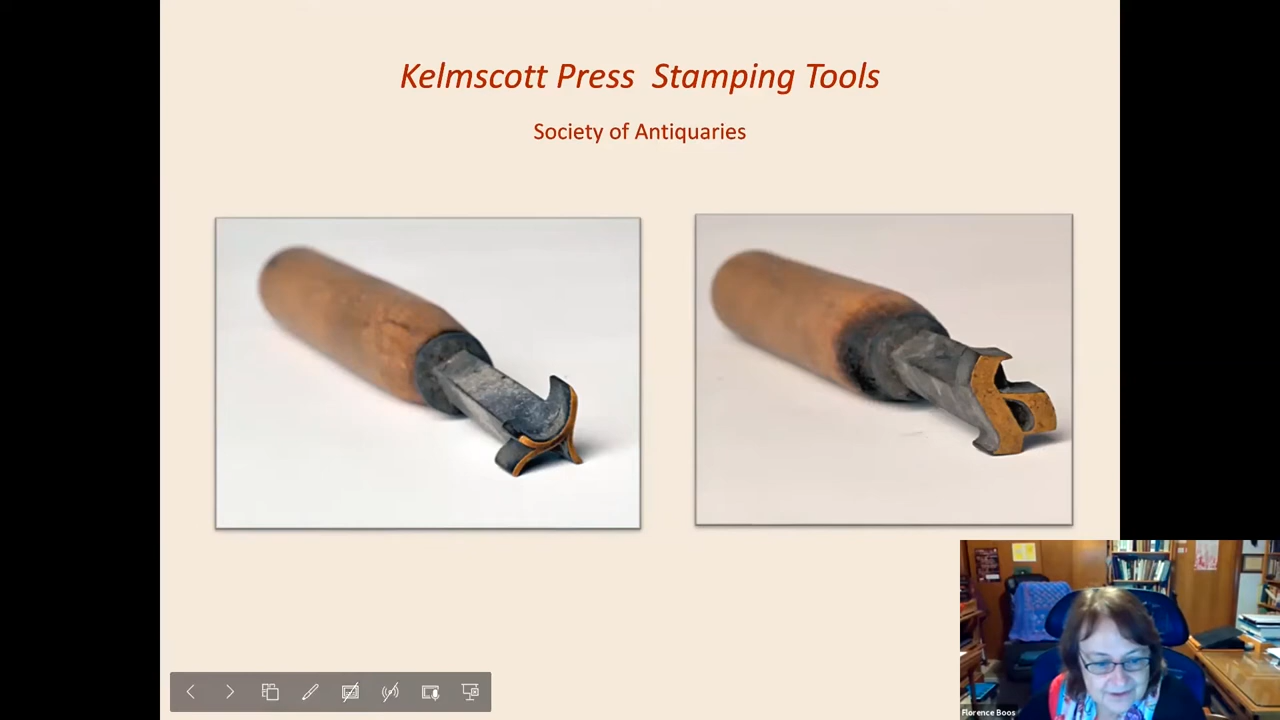 Kelmscott Press Stamping Tools
Society of Antiquaries
Florence Boos